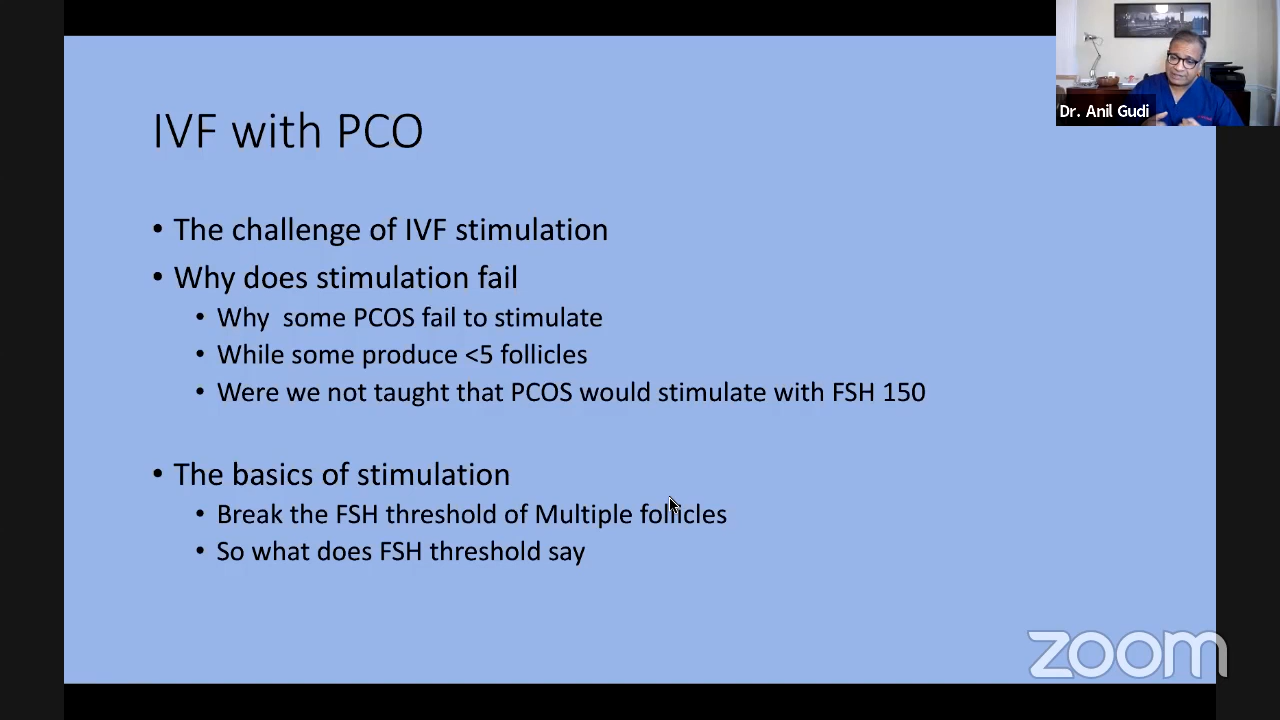 Dr. Anil Gudi
IVF with PCO
• The challenge of IVF stimulation
• Why does stimulation fail
• Why  some PCOS fail to stimulate
• While some produce <5 follicles
• Were we not taught that PCOS would stimulate with FSH 150
• The basics of stimulation
• Break the FSH threshold of Multiple follicles
• So what does FSH threshold say
zoom